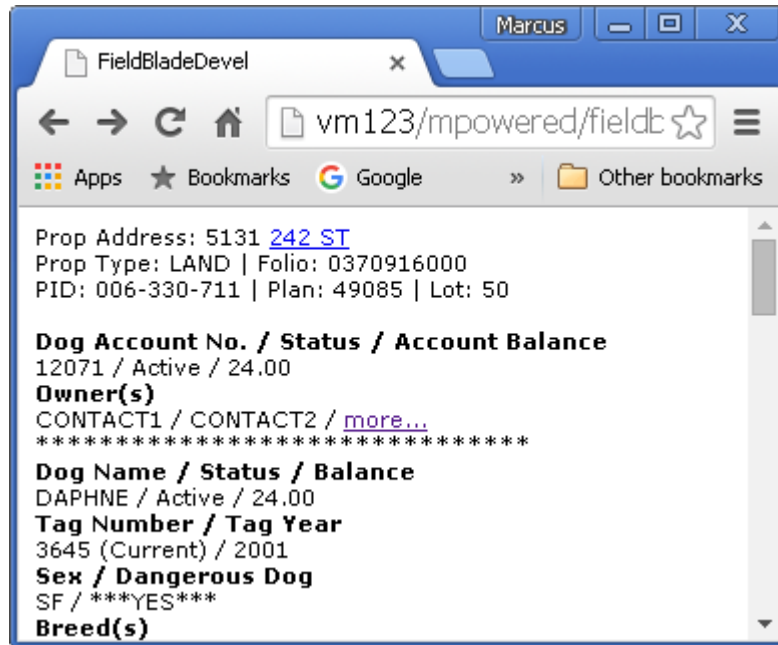 Marcus
FieldBladeDevel
vm123/mpowered/fieldb
Apps Bookmarks Google » Other bookmarks
Prop Address: 5131 242 ST
Prop Type: LAND | Folio: 0370916000
PID: 006-330-711 | Plan: 49085 | Lot: 50
Dog Account No. / Status / Account Balance
12071 / Active / 24.00
Owner(s)
CONTACT1 / CONTACT2 / more...
*******************************
Dog Name / Status / Balance
DAPHNE / Active / 24.00
Tag Number / Tag Year
3645 (Current) / 2001
Sex / Dangerous Dog
SF / ***YES***
Breed(s)